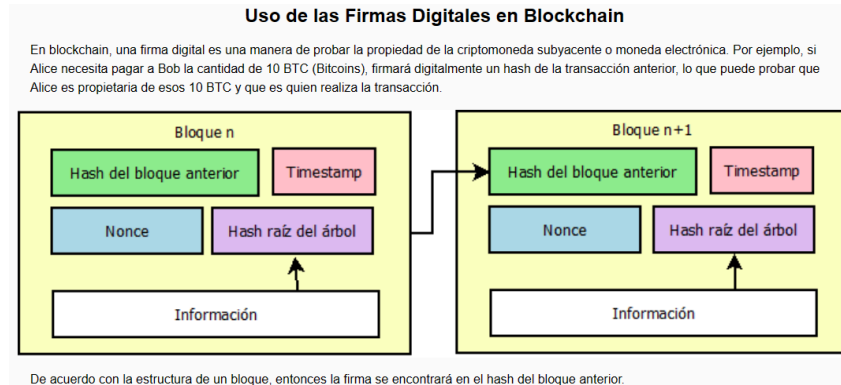 Uso de las Firmas Digitales en Blockchain
En blockchain, una firma digital es una manera de probar la propiedad de la criptomoneda subyacente o moneda electrónica. Por ejemplo, si
Alice necesita pagar a Bob la cantidad de 10 BTC (Bitcoins), firmará digitalmente un hash de la transacción anterior, lo que puede probar que
Alice es propietaria de esos 10 BTC y que es quien realiza la transacción.
Bloque n
Hash del bloque anterior
Timestamp
Nonce
Hash raíz del árbol
Información
Bloque n+1
Hash del bloque anterior
Timestamp
Nonce
Hash raíz del árbol
Información
De acuerdo con la estructura de un bloque, entonces la firma se encontrará en el hash del bloque anterior.